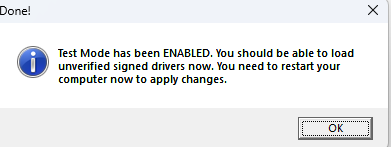 Done!
Test Mode has been ENABLED. You should be able to load
unverified signed drivers now. You need to restart your
computer now to apply changes.
OK